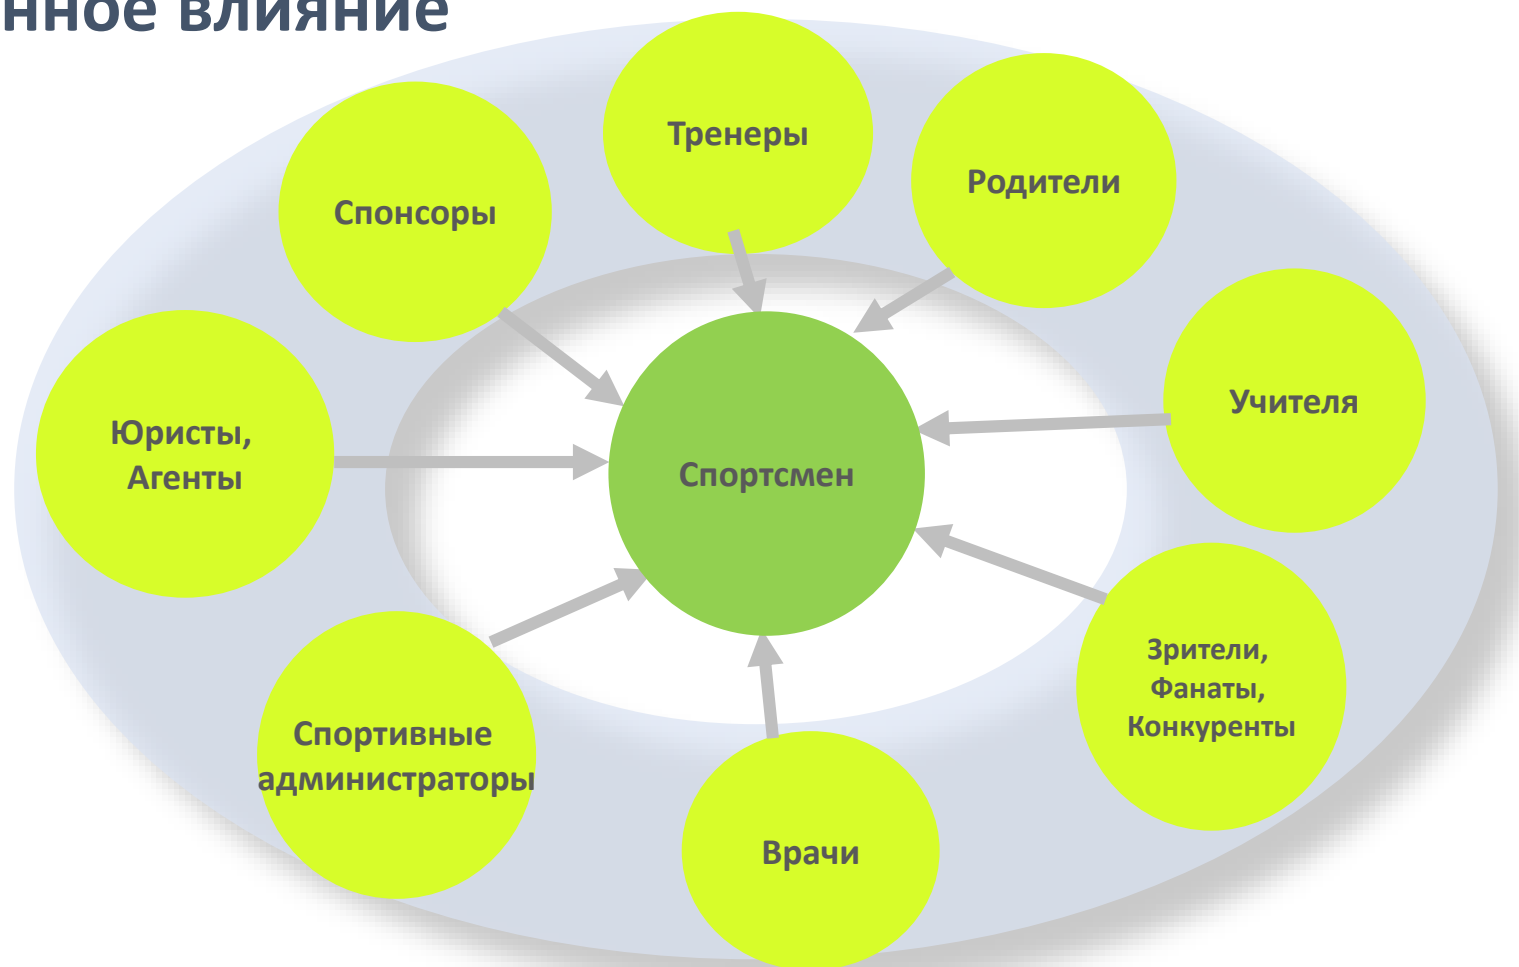 нное влияние
Тренеры
Родители
Спонсоры
Учителя
Юристы,
Агенты
Спортсмен
Зрители,
Фанаты,
Конкуренты
Спортивные
администраторы
Врачи